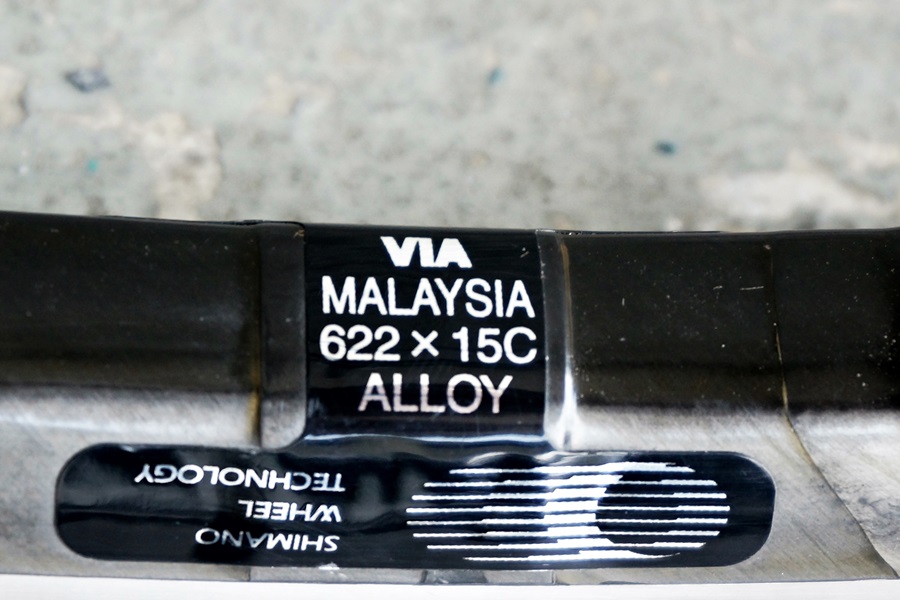 VIA
MALAYSIA
622 × 15C
ALLOY
SHIMANO
WHEEL
TECHNOLOGY